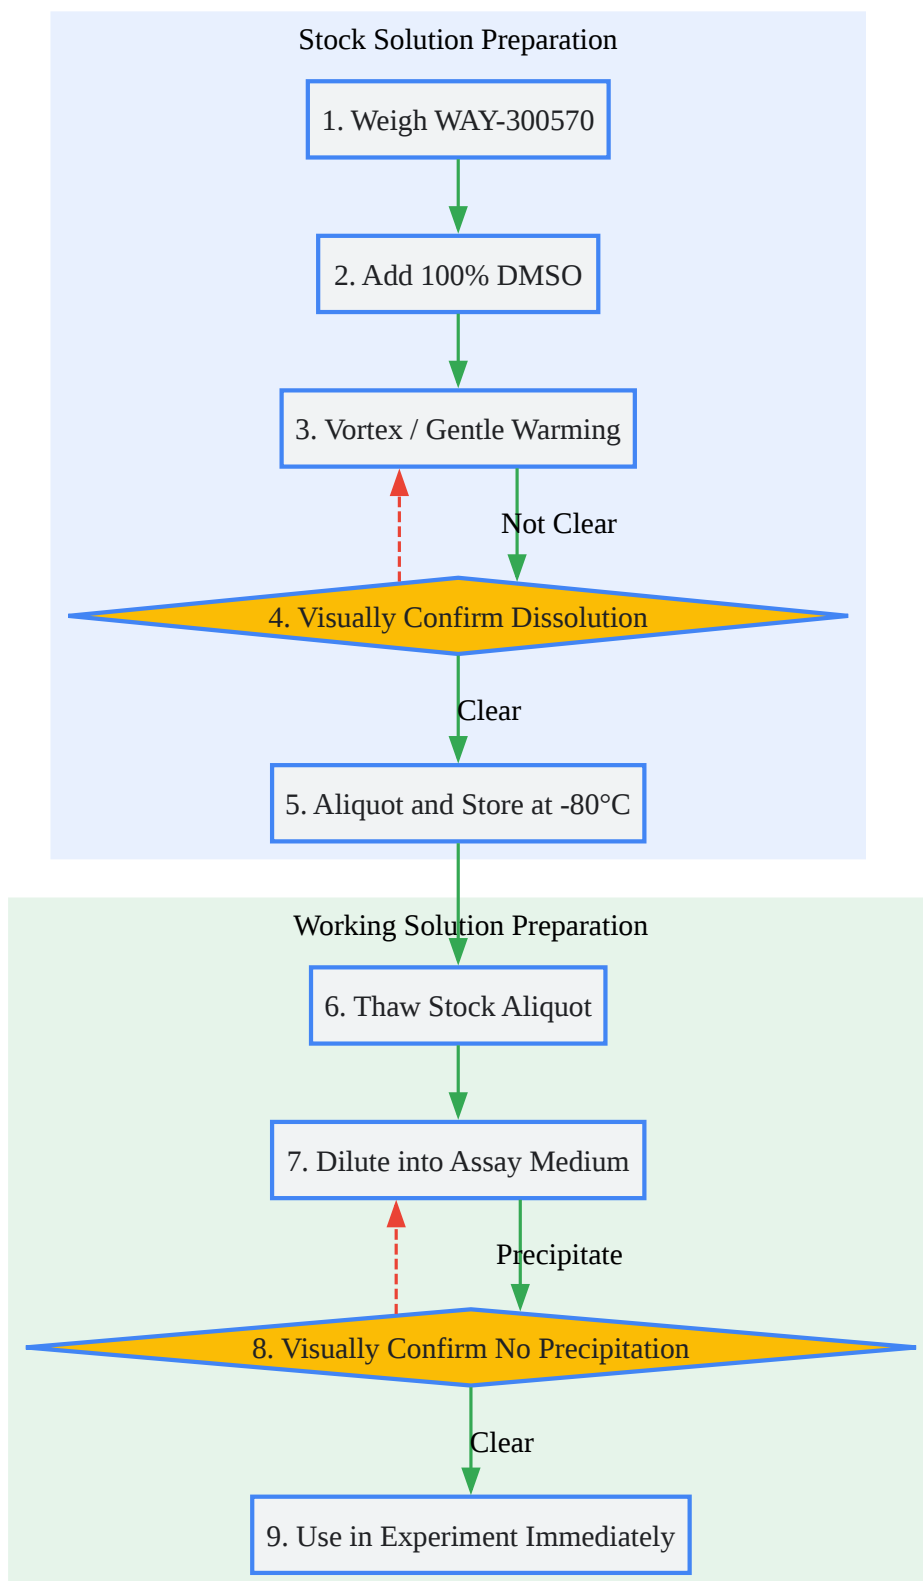 Stock Solution Preparation
1. Weigh WAY-300570
2. Add 100% DMSO
3. Vortex / Gentle Warming
Not Clear
4. Visually Confirm Dissolution
Clear
5. Aliquot and Store at -80°C
Working Solution Preparation
6. Thaw Stock Aliquot
7. Dilute into Assay Medium
Precipitate
8. Visually Confirm No Precipitation
Clear
9. Use in Experiment Immediately